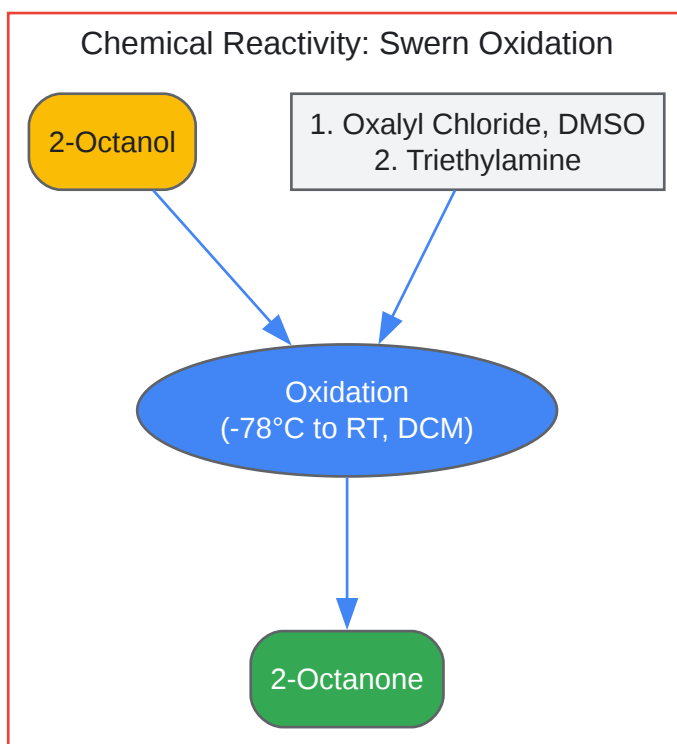 Chemical Reactivity: Swern Oxidation
2-Octanol
1. Oxalyl Chloride, DMSO
2. Triethylamine
Oxidation
(-78°C to RT, DCM)
2-Octanone